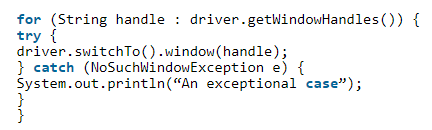 for (String handle : driver.getWindowHandles()) {
try {
driver.switchTo().window(handle);
} catch (NoSuchWindowException e) {
System.out.println(“An exceptional case”);
}
}